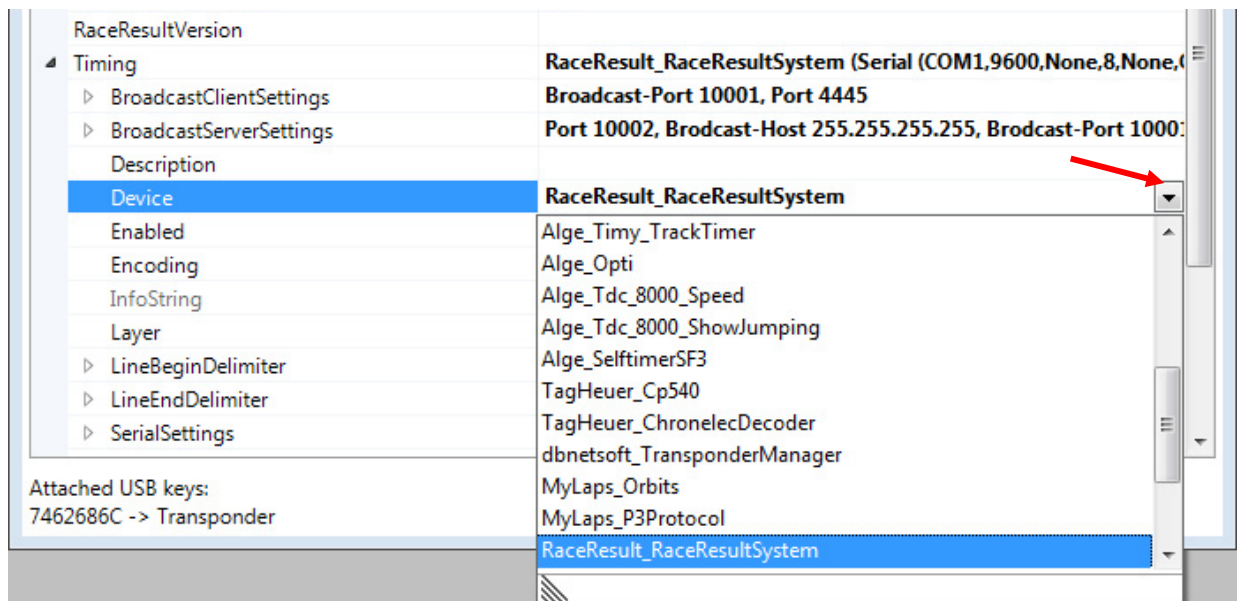 RaceResultVersion
Timing RaceResult_RaceResultSystem (Serial (COM1,9600,None,8,None,
BroadcastClientSettings Broadcast-Port 10001, Port 4445
BroadcastServerSettings Port 10002, Brodcast-Host 255.255.255.255, Brodcast-Port 10001
Description
Device RaceResult_RaceResultSystem
Enabled Alge_Timy_TrackTimer
Encoding Alge_Opti
InfoString Alge_Tdc_8000_Speed
Layer Alge_Tdc_8000_ShowJumping
LineBeginDelimiter Alge_SelftimerSF3
LineEndDelimiter TagHeuer_Cp540
SerialSettings TagHeuer_ChronelecDecoder
dbnetsoft_TransponderManager
Attached USB keys: MyLaps_Orbits
7462686C -> Transponder MyLaps_P3Protocol
RaceResult_RaceResultSystem